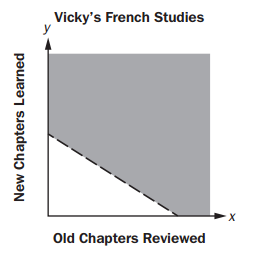 Vicky's French Studies
y
New Chapters Learned
x
Old Chapters Reviewed